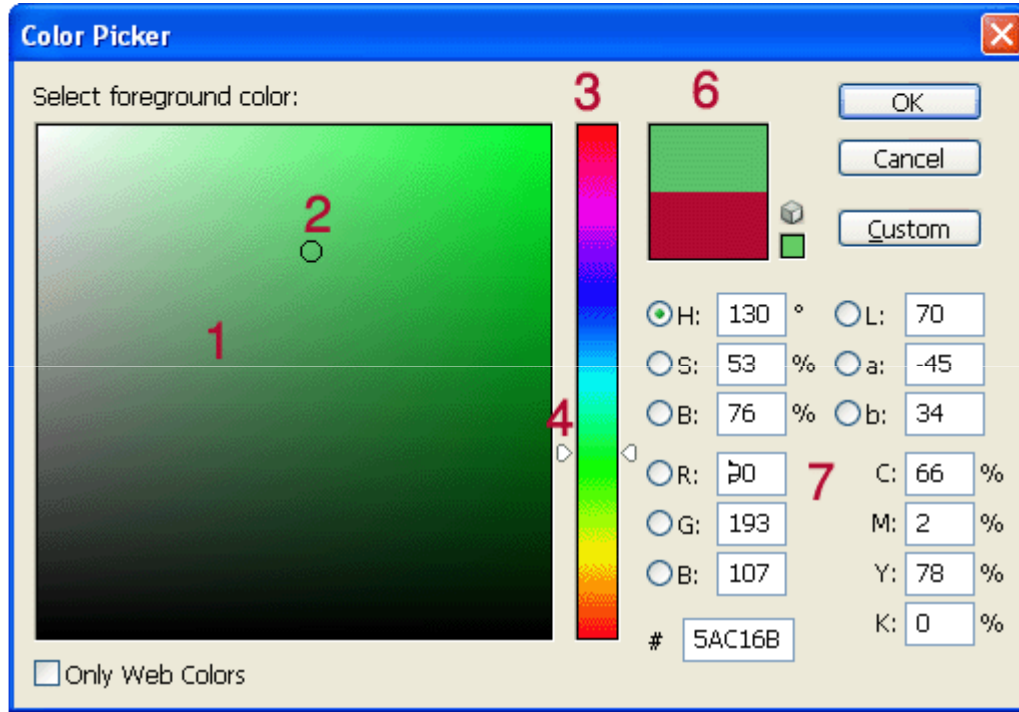 Color Picker
Select foreground color:
3
6
OK
Cancel
Custom
2
1
4
H: 130 °
L: 70
S: 53 %
a: -45
B: 76 %
b: 34
R: 90
7
C: 66 %
G: 193
M: 2 %
B: 107
Y: 78 %
# 5AC16B
K: 0 %
Only Web Colors